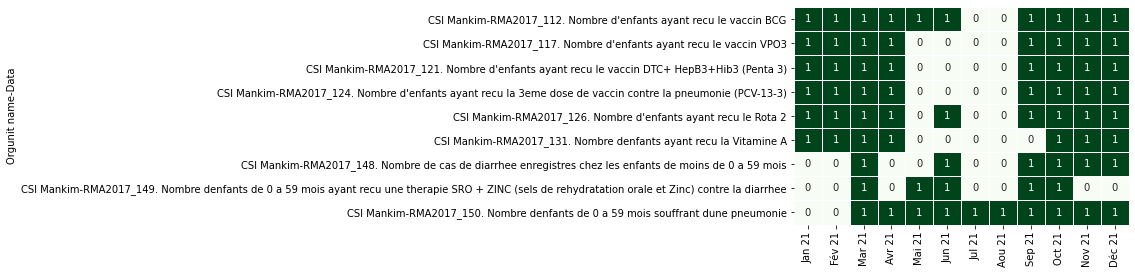 Orgunit name-Data
CSI Mankim-RMA2017_112. Nombre d'enfants ayant recu le vaccin BCG 1 1 1 1 1 1 0 0 1 1 1 1
CSI Mankim-RMA2017_117. Nombre d'enfants ayant recu le vaccin VPO3 1 1 1 1 0 0 0 0 1 1 1 1
CSI Mankim-RMA2017_121. Nombre d'enfants ayant recu le vaccin DTC+ HepB3+Hib3 (Penta 3) 1 1 1 1 0 0 0 0 1 1 1 1
CSI Mankim-RMA2017_124. Nombre d'enfants ayant recu la 3eme dose de vaccin contre la pneumonie (PCV-13-3) 1 1 1 1 0 0 0 0 1 1 1 1
CSI Mankim-RMA2017_126. Nombre d'enfants ayant recu le Rota 2 1 1 1 1 0 1 0 0 1 1 1 1
CSI Mankim-RMA2017_131. Nombre denfants ayant recu la Vitamine A 1 1 1 1 0 0 0 0 0 1 1 1
CSI Mankim-RMA2017_148. Nombre de cas de diarrhee enregistres chez les enfants de moins de 0 a 59 mois 0 0 1 0 0 1 0 0 1 1 1 1
CSI Mankim-RMA2017_149. Nombre denfants de 0 a 59 mois ayant recu une therapie SRO + ZINC (sels de rehydratation orale et Zinc) contre la diarrhee 0 0 1 0 1 1 0 0 1 1 0 0
CSI Mankim-RMA2017_150. Nombre denfants de 0 a 59 mois souffrant dune pneumonie 0 0 1 1 1 1 1 1 1 1 1 1
Jan 21 Fév 21 Mar 21 Avr 21 Mai 21 Jun 21 Jul 21 Aou 21 Sep 21 Oct 21 Nov 21 Déc 21